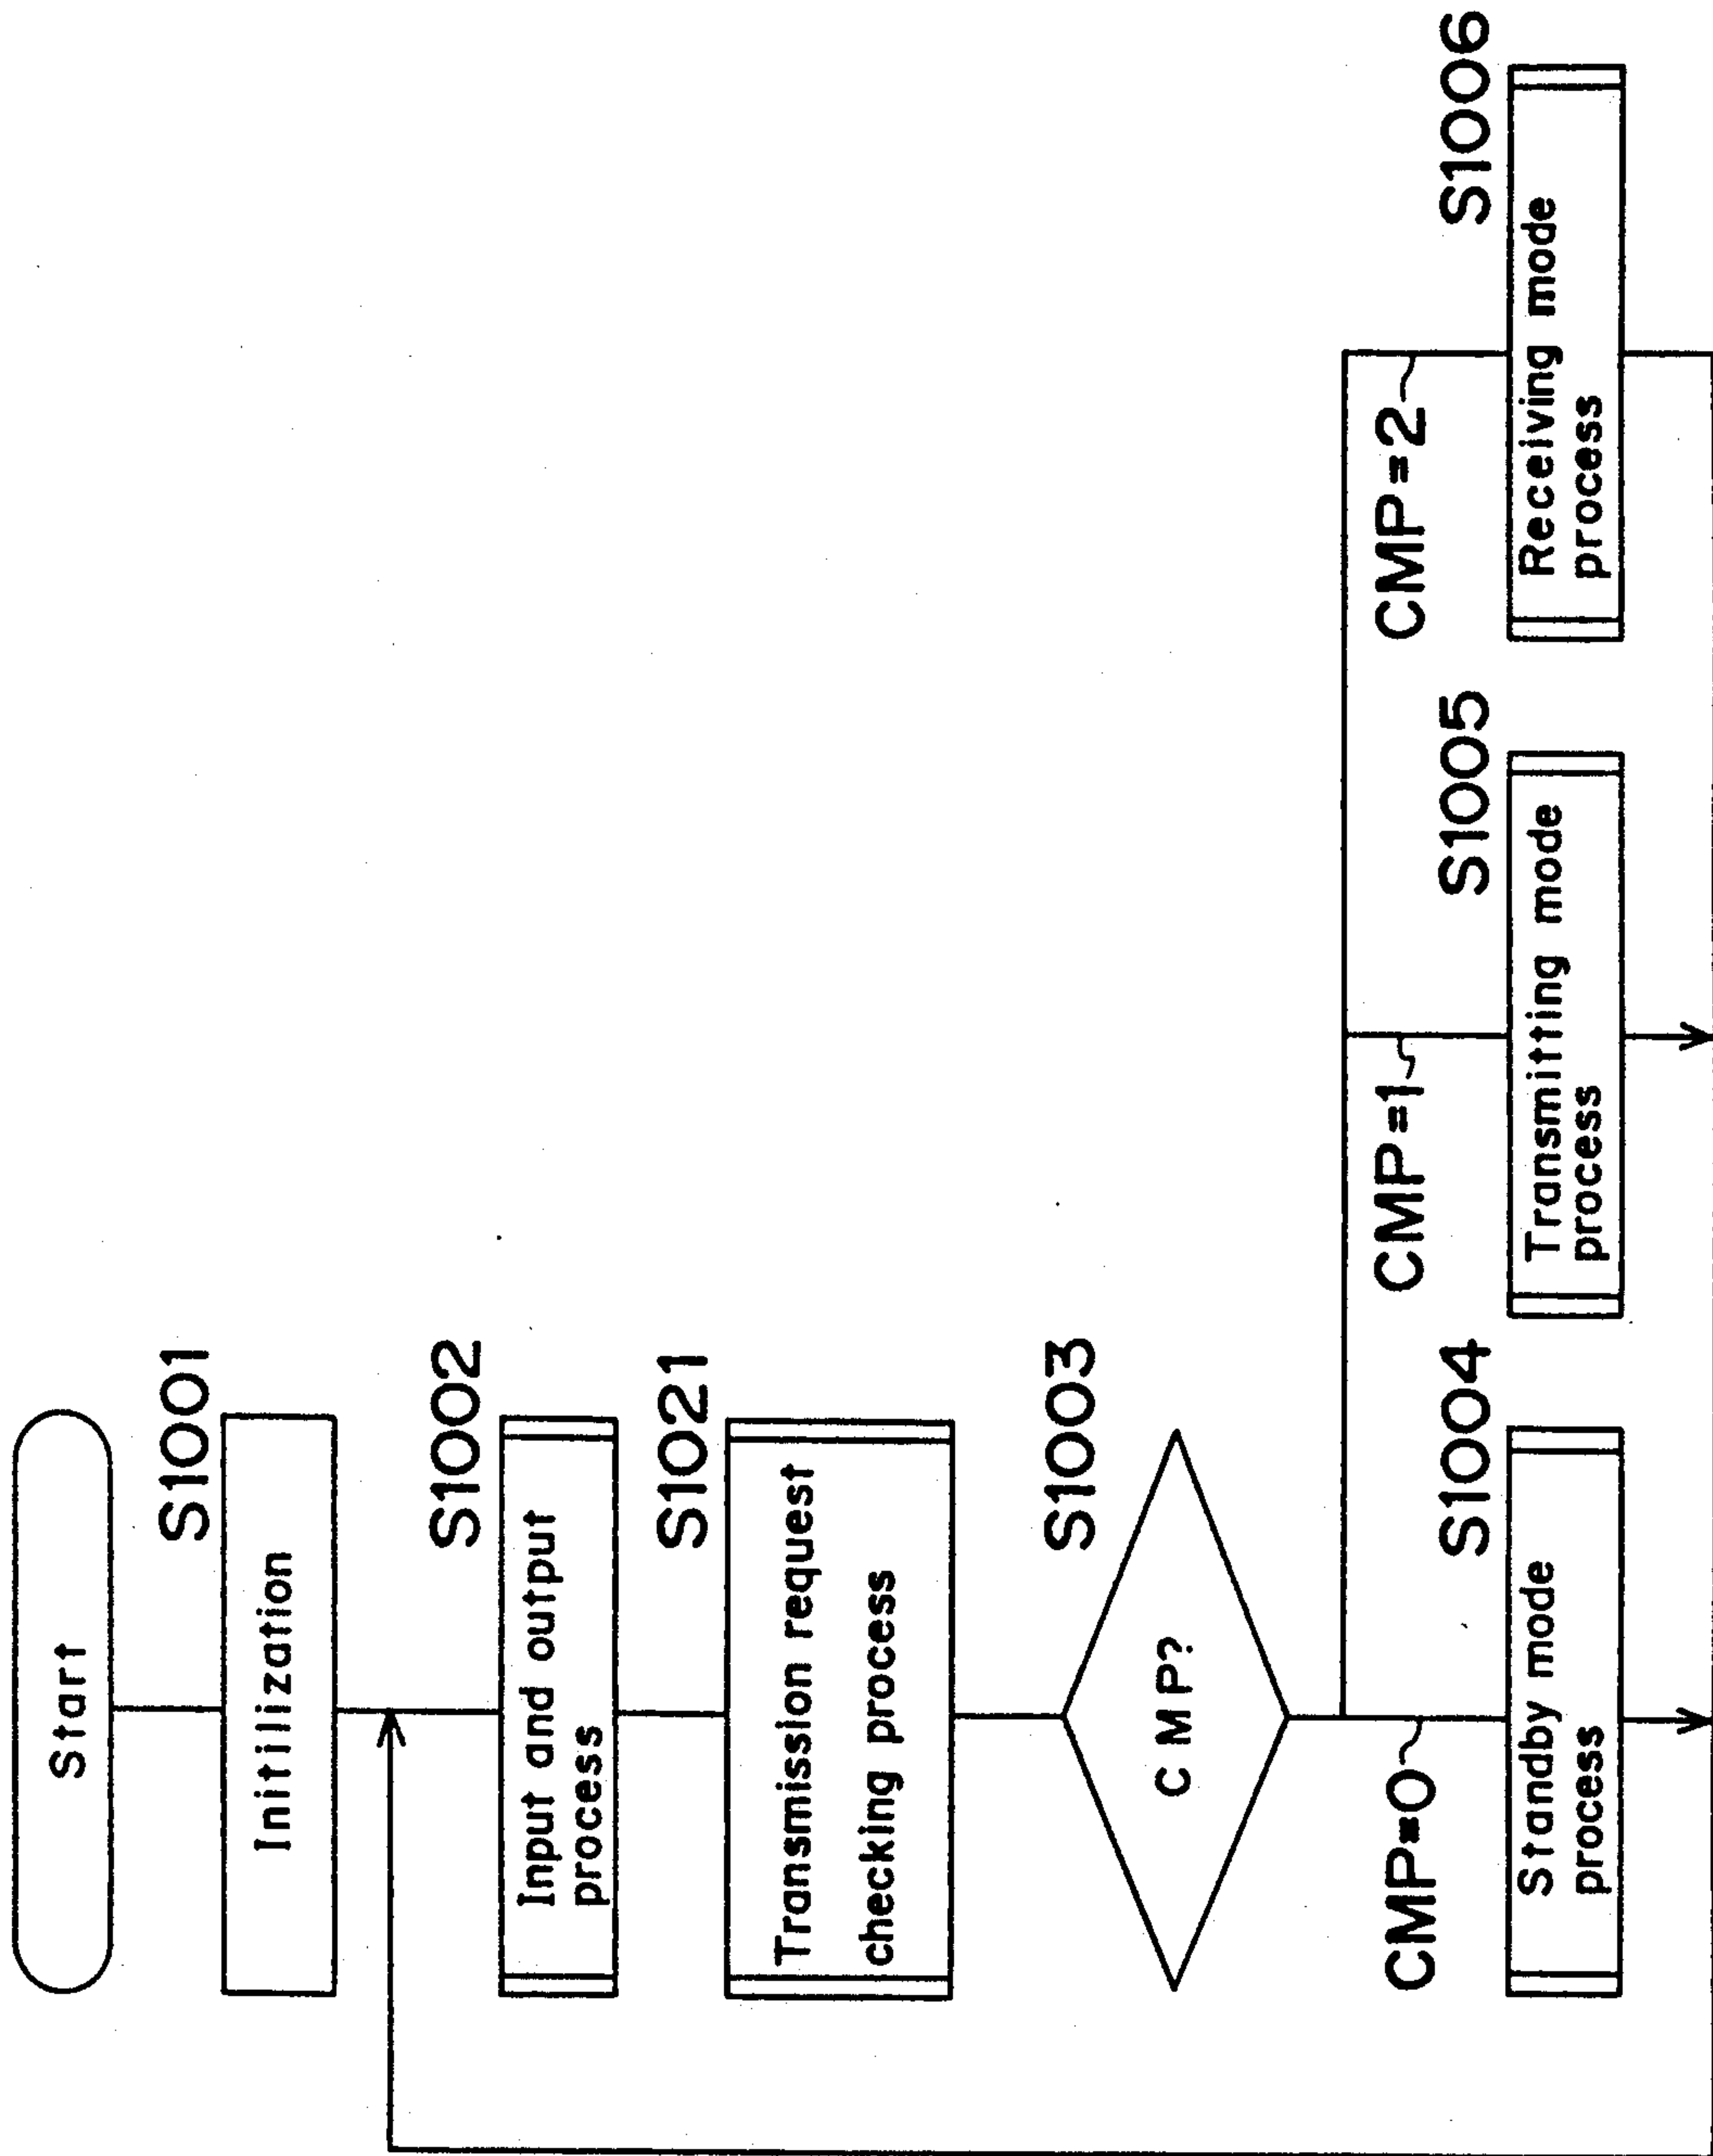 Start
S1001
Initilization
S1002
Input and output
process
S1021
Transmission request
checking process
S1003
C MP?
CMP=0
S1004
Standby mode
process
CMP=1
S1005
Transmitting mode
process
CMP=2
S1006
Receiving mode
process